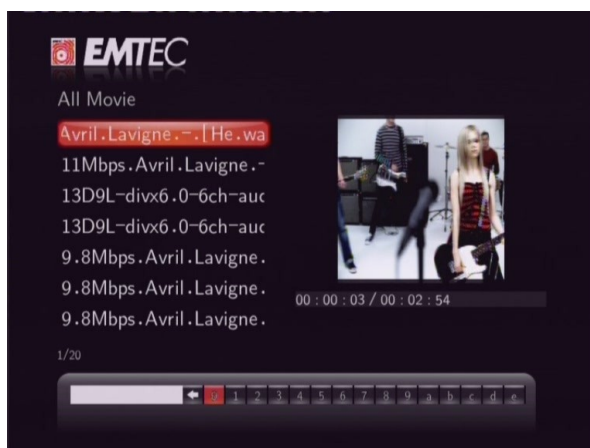 EMTEC
All Movie
Avril.Lavigne.-.[He.wa
11Mbps.Avril.Lavigne.-
13D9L-divx6.0-6ch-auc
13D9L-divx6.0-6ch-auc
9.8Mbps.Avril.Lavigne.
9.8Mbps.Avril.Lavigne.
9.8Mbps.Avril.Lavigne.
00 : 00 : 03 / 00 : 02 : 54
1/20
0 1 2 3 4 5 6 7 8 9 a b c d e